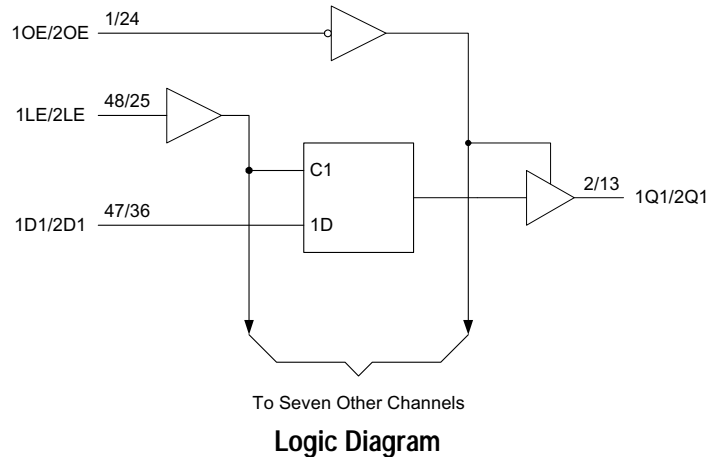 1OE/2OE
1/24
1LE/2LE
48/25
C1
2/13
1Q1/2Q1
1D1/2D1
47/36
1D
To Seven Other Channels
Logic Diagram